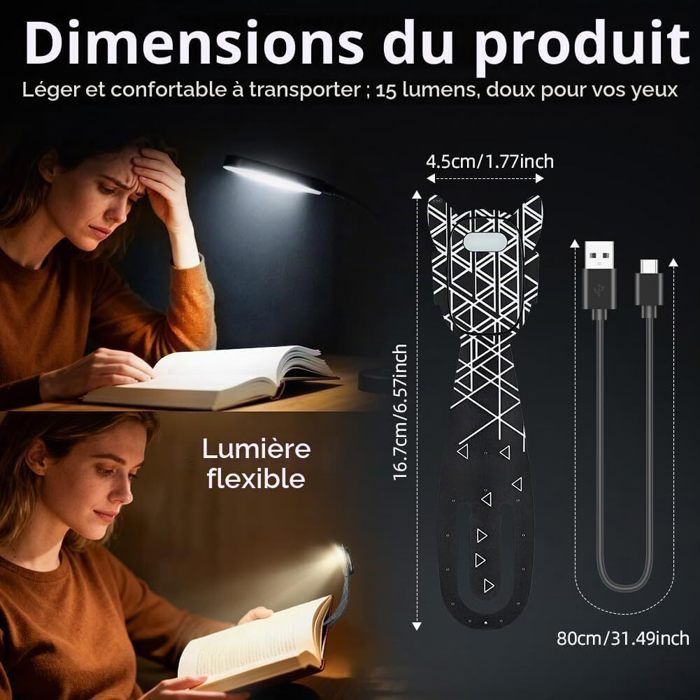 Dimensions du produit
Léger et confortable à transporter ; 15 lumens, doux pour vos yeux
4.5cm/1.77inch
16.7cm/6.57inch
Lumière
flexible
80cm/31.49inch